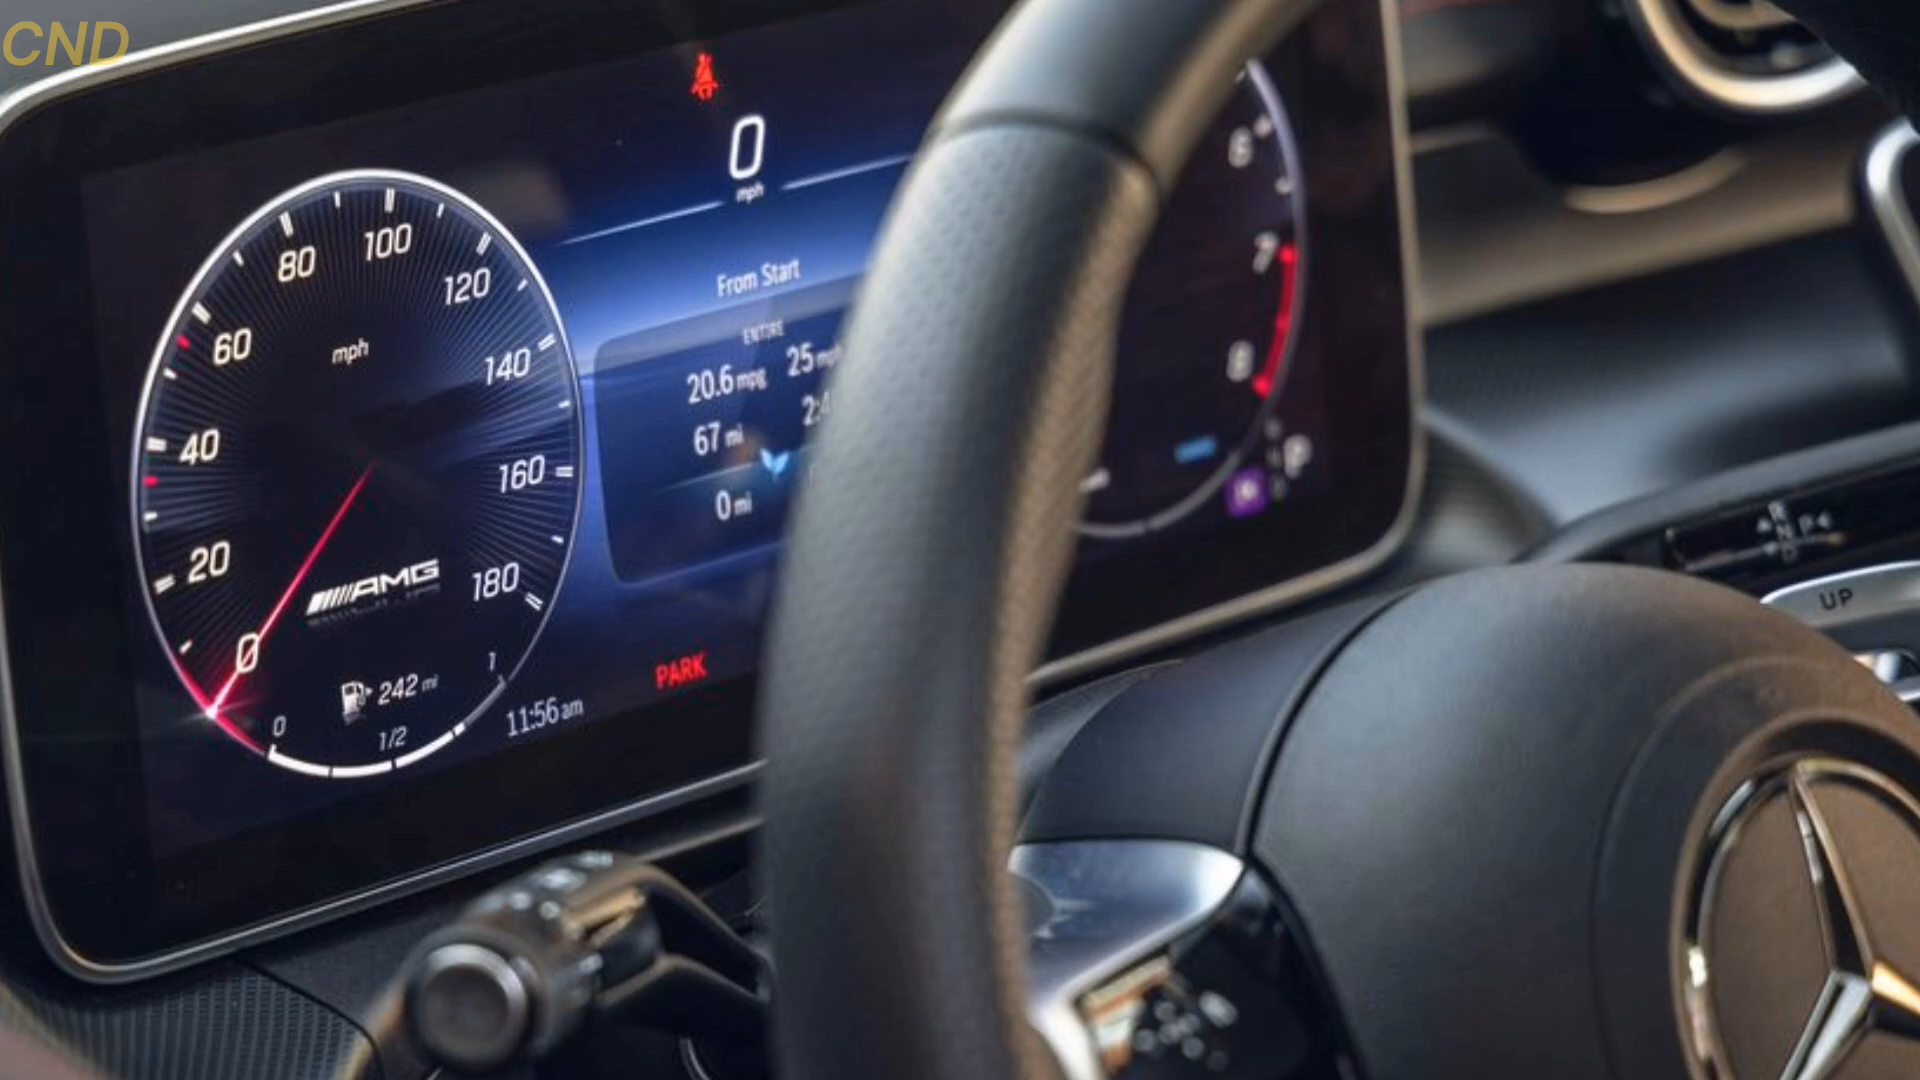 CND
0
mph
From Start
ENTIRE
20.6 mpg 25 mph
67 mi
0 mi
PARK
11:56 am
0
20
40
60
80
100
120
140
160
180
mph
AMG
242 mi
0 1/2 1
6
7
8
P
R
N P
D
UP